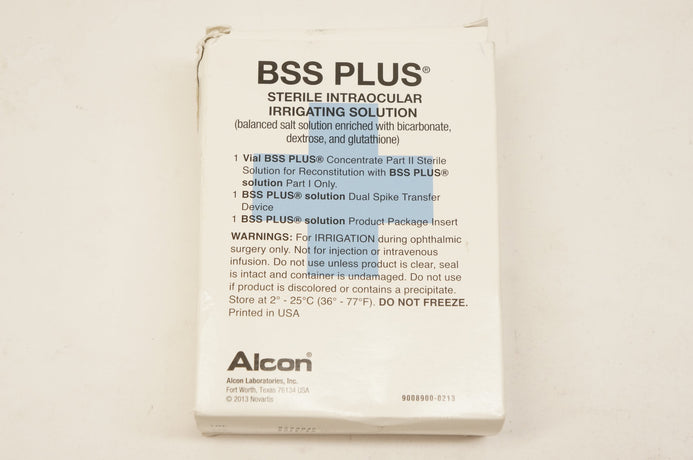 BSS PLUS®
STERILE INTRAOCULAR
IRRIGATING SOLUTION
(balanced salt solution enriched with bicarbonate,
dextrose, and glutathione)
1 Vial BSS PLUS® Concentrate Part II Sterile
Solution for Reconstitution with BSS PLUS®
solution Part I Only.
1 BSS PLUS® solution Dual Spike Transfer
Device
1 BSS PLUS® solution Product Package Insert
WARNINGS: For IRRIGATION during ophthalmic
surgery only. Not for injection or intravenous
infusion. Do not use unless product is clear, seal
is intact and container is undamaged. Do not use
if product is discolored or contains a precipitate.
Store at 2° - 25°C (36° - 77°F). DO NOT FREEZE.
Printed in USA
Alcon®
Alcon Laboratories, Inc.
Fort Worth, Texas 76134 USA
© 2013 Novartis
9008900-0213